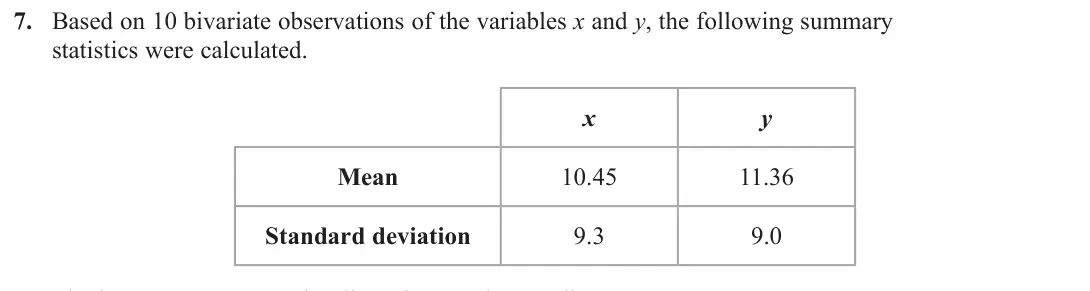 7. Based on 10 bivariate observations of the variables x and y, the following summary
statistics were calculated.
x y
Mean 10.45 11.36
Standard deviation 9.3 9.0